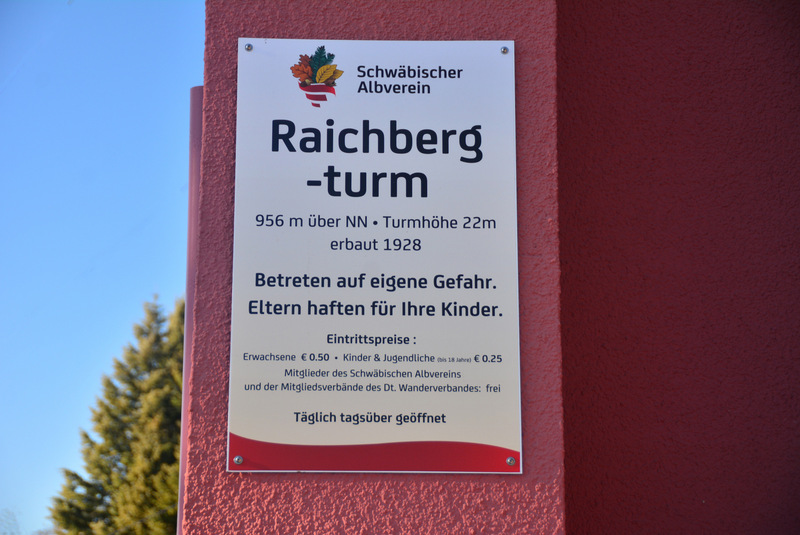 Schwäbischer
Albverein
Raichberg
-turm
956 m über NN • Turmhöhe 22m
erbaut 1928
Betreten auf eigene Gefahr.
Eltern haften für Ihre Kinder.
Eintrittspreise :
Erwachsene € 0.50 • Kinder & Jugendliche (bis 18 Jahre) € 0.25
Mitglieder des Schwäbischen Albvereins
und der Mitgliedsverbände des Dt. Wanderverbandes: frei
Täglich tagsüber geöffnet